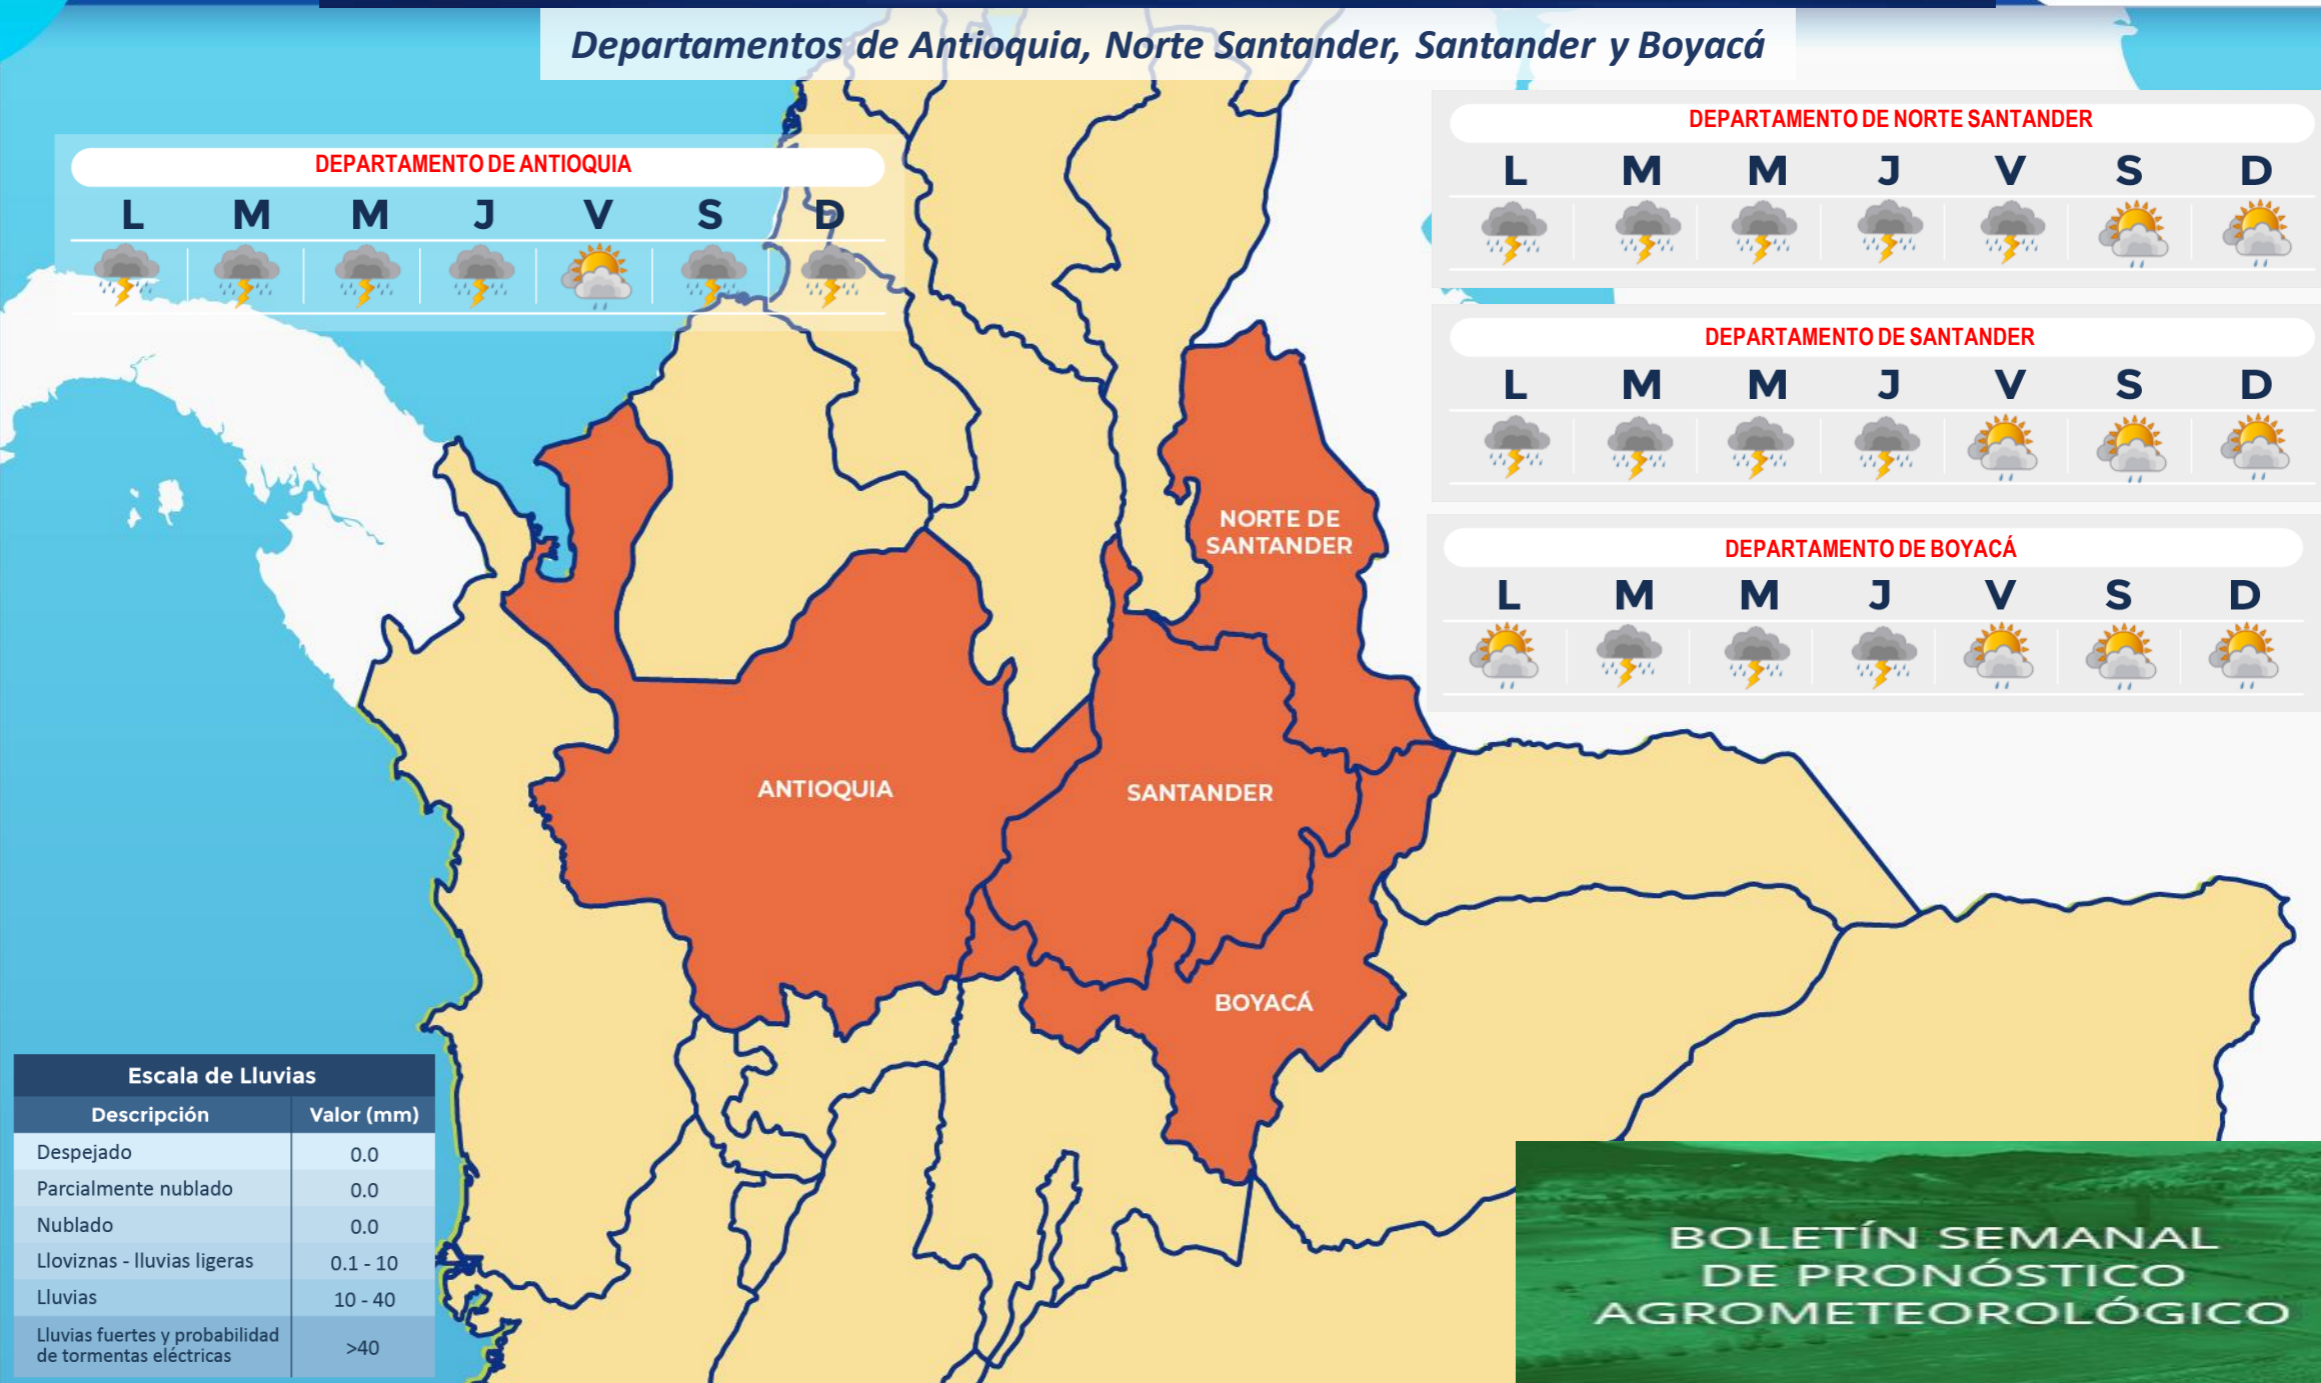 Departamentos de Antioquia, Norte Santander, Santander y Boyacá
DEPARTAMENTO DE ANTIOQUIA
L M M J V S D
DEPARTAMENTO DE NORTE SANTANDER
L M M J V S D
DEPARTAMENTO DE SANTANDER
L M M J V S D
DEPARTAMENTO DE BOYACÁ
L M M J V S D
NORTE DE
SANTANDER
ANTIOQUIA
SANTANDER
BOYACÁ
Escala de Lluvias
Descripción Valor (mm)
Despejado 0.0
Parcialmente nublado 0.0
Nublado 0.0
Lloviznas - lluvias ligeras 0.1 - 10
Lluvias 10 - 40
Lluvias fuertes y probabilidad
de tormentas eléctricas >40
BOLETÍN SEMANAL
DE PRONÓSTICO
AGROMETEOROLÓGICO